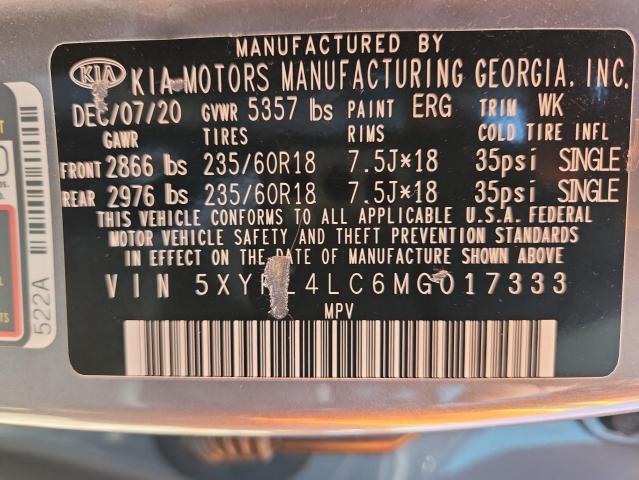 MANUFACTURED BY
KIA KIA MOTORS MANUFACTURING GEORGIA, INC.
DEC/07/20 GVWR 5357 lbs PAINT ERG TRIM WK
GAWR TIRES RIMS COLD TIRE INFL
FRONT 2866 lbs 235/60R18 7.5J×18 35psi SINGLE
REAR 2976 lbs 235/60R18 7.5J×18 35psi SINGLE
THIS VEHICLE CONFORMS TO ALL APPLICABLE U.S.A. FEDERAL
MOTOR VEHICLE SAFETY AND THEFT PREVENTION STANDARDS
IN EFFECT ON THE DATE OF MANUFACTURE SHOWN ABOVE
VIN
MPV
522A